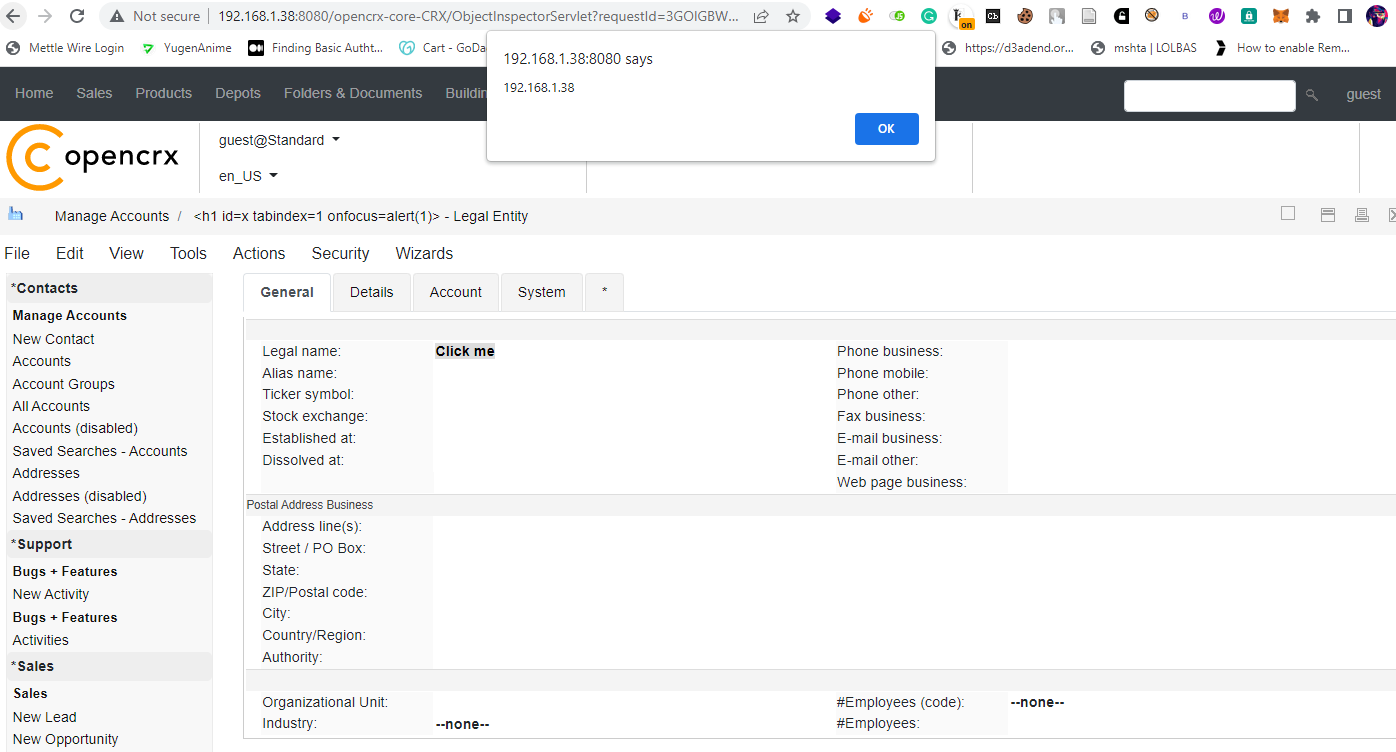 Not secure | 192.168.1.38:8080/opencrx-core-CRX/ObjectInspectorServlet?requestId=3GOIGBW...
on
Cb
B
Mettle Wire Login YugenAnime Finding Basic Autht... Cart - GoDa https://d3adend.or... mshta | LOLBAS How to enable Rem...
192.168.1.38:8080 says
192.168.1.38
OK
Home Sales Products Depots Folders & Documents Buildin guest
opencrx
guest@Standard
en_US
Manage Accounts / <h1 id=x tabindex=1 onfocus=alert(1)> - Legal Entity
File Edit View Tools Actions Security Wizards
*Contacts
Manage Accounts
New Contact
Accounts
Account Groups
All Accounts
Accounts (disabled)
Saved Searches - Accounts
Addresses
Addresses (disabled)
Saved Searches - Addresses
*Support
Bugs + Features
New Activity
Bugs + Features
Activities
*Sales
Sales
New Lead
New Opportunity
General Details Account System *
Legal name: Click me
Alias name:
Ticker symbol:
Stock exchange:
Established at:
Dissolved at:
Phone business:
Phone mobile:
Phone other:
Fax business:
E-mail business:
E-mail other:
Web page business:
Postal Address Business
Address line(s):
Street / PO Box:
State:
ZIP/Postal code:
City:
Country/Region:
Authority:
Organizational Unit:
Industry: --none--
#Employees (code): --none--
#Employees: